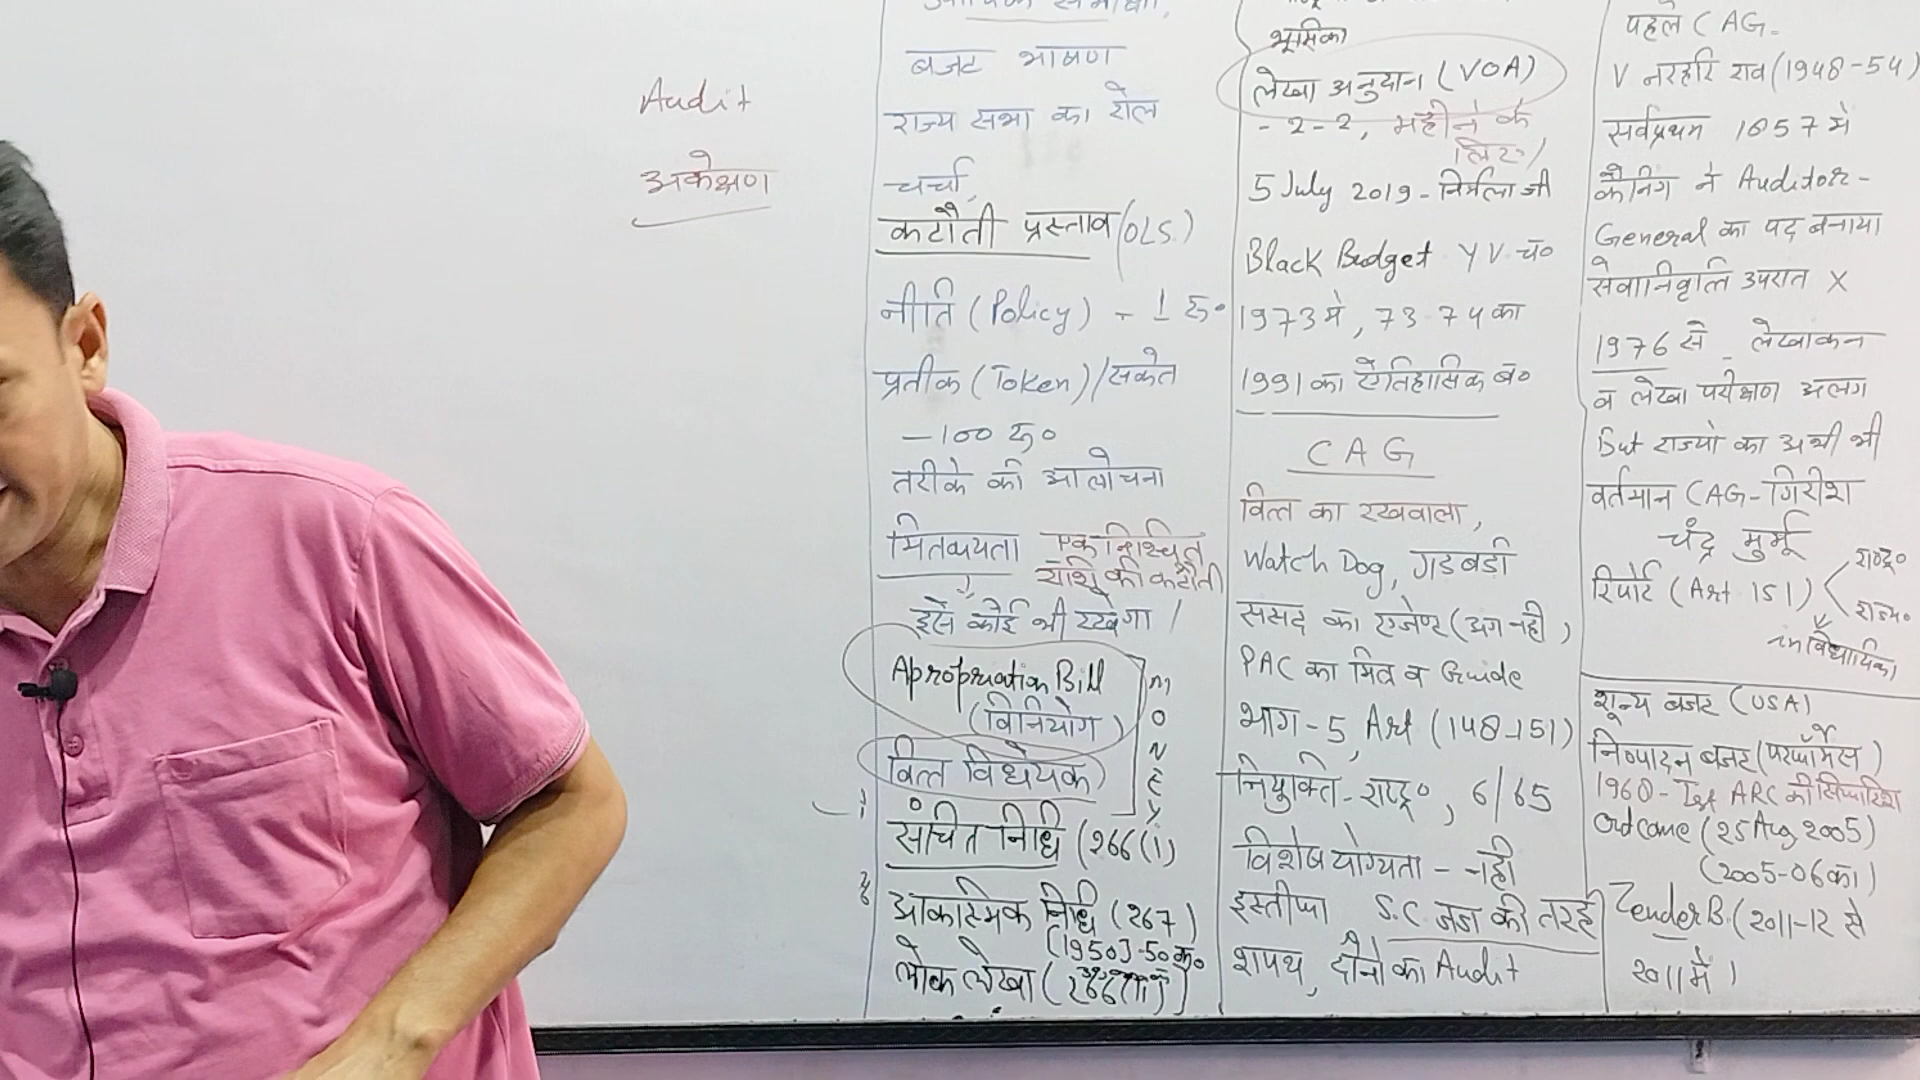 Audit
अंकेक्षण
बजट भाषण
राज्य सभा का रोल
चर्चा,
कटौती प्रस्ताव (OLS.)
नीति (Policy) - 1 रु०
प्रतीक (Token)/संकेत
- 100 रु०
तरीके की आलोचना
मितव्ययता एक निश्चित
राशि की कटौती
इसे कोई भी रखेगा /
Apropriation Bill
(विनियोग)
वित्त विधेयक
MONEY
संचित निधि (266(i)
आकास्मिक निधि (267)
(1950)-50 क०
लोक लेखा
भूमिका
लेखा अनुदान (VOA)
- 2-2, महीने के
लिए /
5 July 2019 - निर्मला जी
Black Budget Y V चॅ०
1973 मे, 73-74 का
1991 का ऐतिहासिक ब०
CAG
वित्त का रखवाला,
Watch Dog, गडबडी
संसद का एजेण्ट (अंग नही)
PAC का मित्र व Guide
भाग-5, Art (148-151)
नियुक्ति - राष्ट्र०, 6/65
विशेष योग्यता -- नही
इस्तीफा S.C जजो की तरह
शपथ, दोनो का Audit
पहले CAG-
V नरहरि राव (1948-54)
सर्वप्रथम 1857 मे
कैनिंग ने Auditor-
General का पद बनाया
सेवानिवृत्ति उपरांत X
1976 से - लेखांकन
व लेखा परीक्षण अलग
But राज्यो का अभी भी
वर्तमान CAG-गिरीश
चंद्र मुर्मू
रिपोर्ट (Art 151) राष्ट्र०
राज्य०
विधायिका
शून्य बजट (USA)
निष्पादन बजट (परफॉर्मेंस)
1960 - Ist ARC की सिफारिश
Outcome (25 Aug 2005)
(2005-06 का)
Zender B. (2011-12 से
2011 मे)